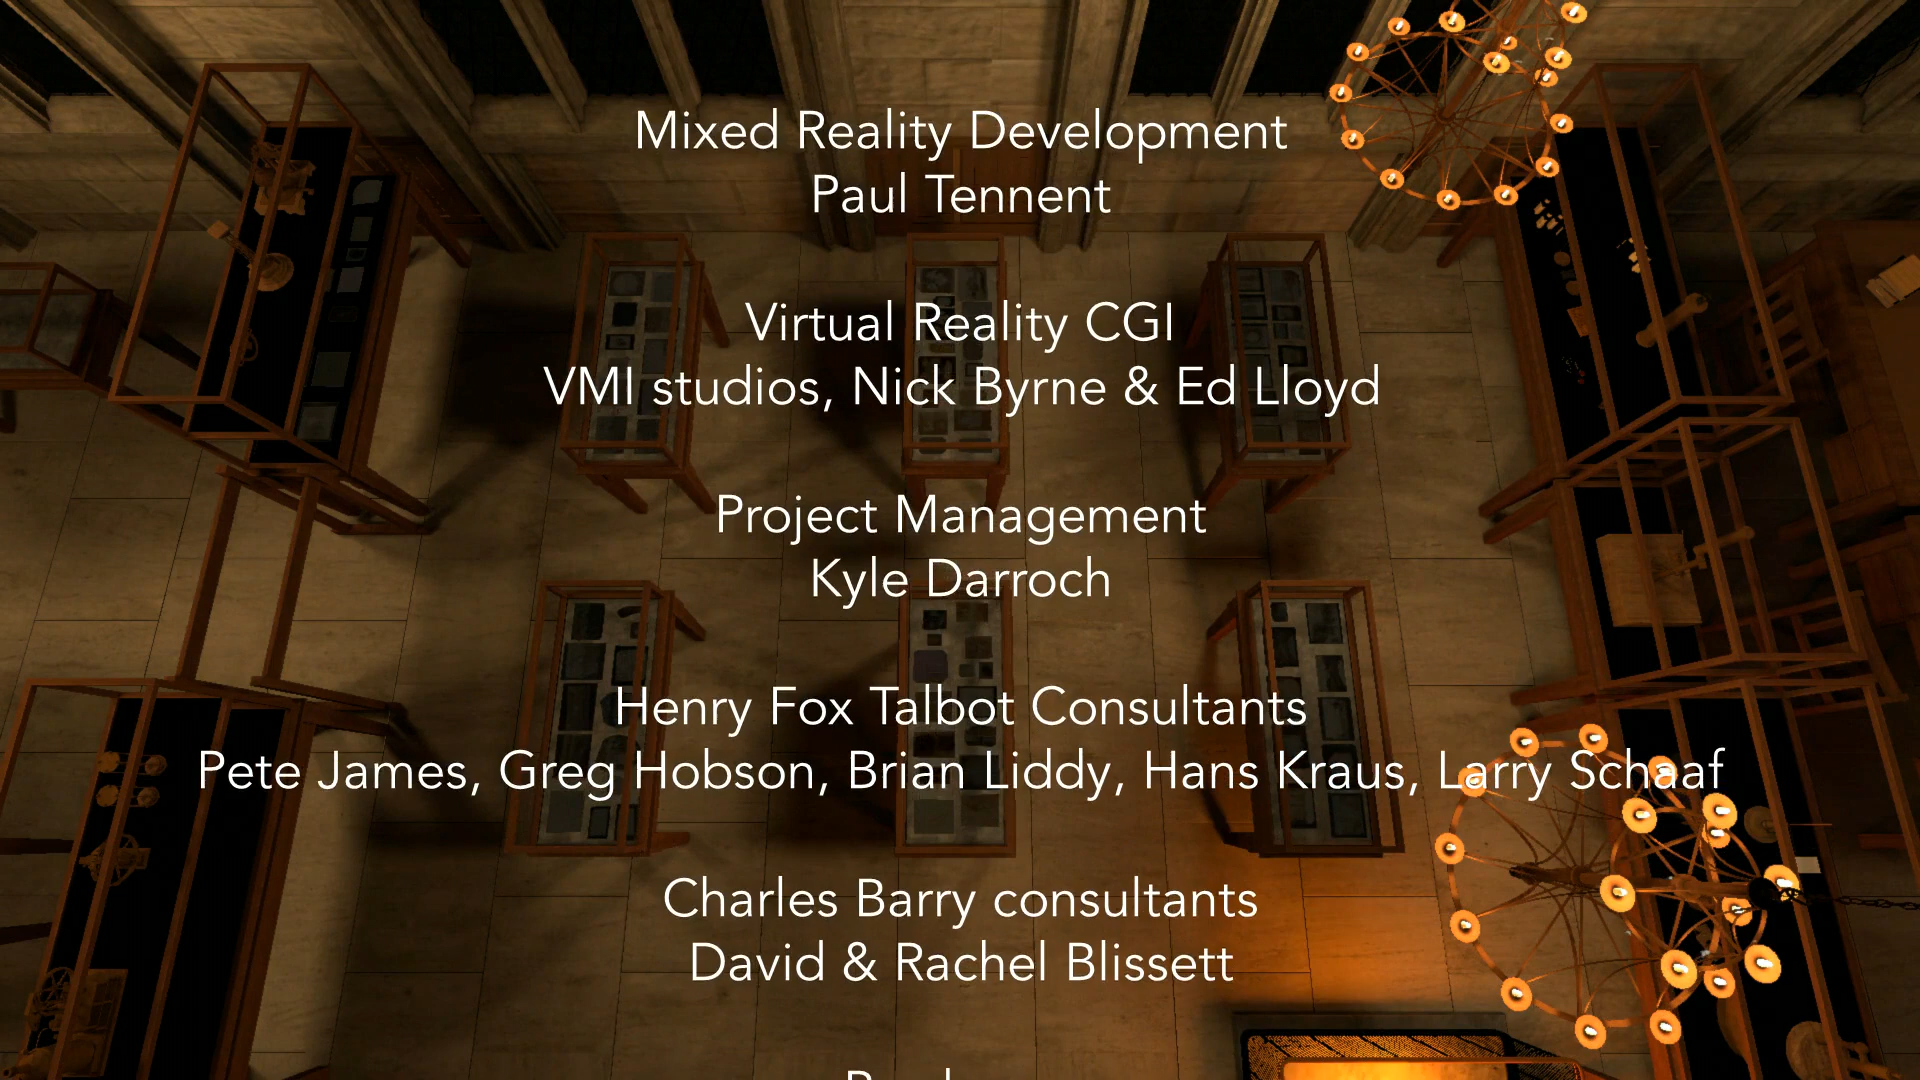 Mixed Reality Development
Paul Tennent
Virtual Reality CGI
VMI studios, Nick Byrne & Ed Lloyd
Project Management
Kyle Darroch
Henry Fox Talbot Consultants
Pete James, Greg Hobson, Brian Liddy, Hans Kraus, Larry Schaaf
Charles Barry consultants
David & Rachel Blissett